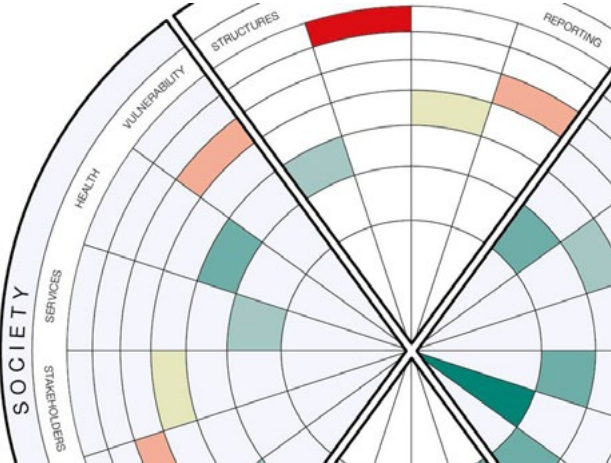 STRUCTURES
REPORTING
VULNERABILITY
HEALTH
SERVICES
STAKEHOLDERS
SOCIETY